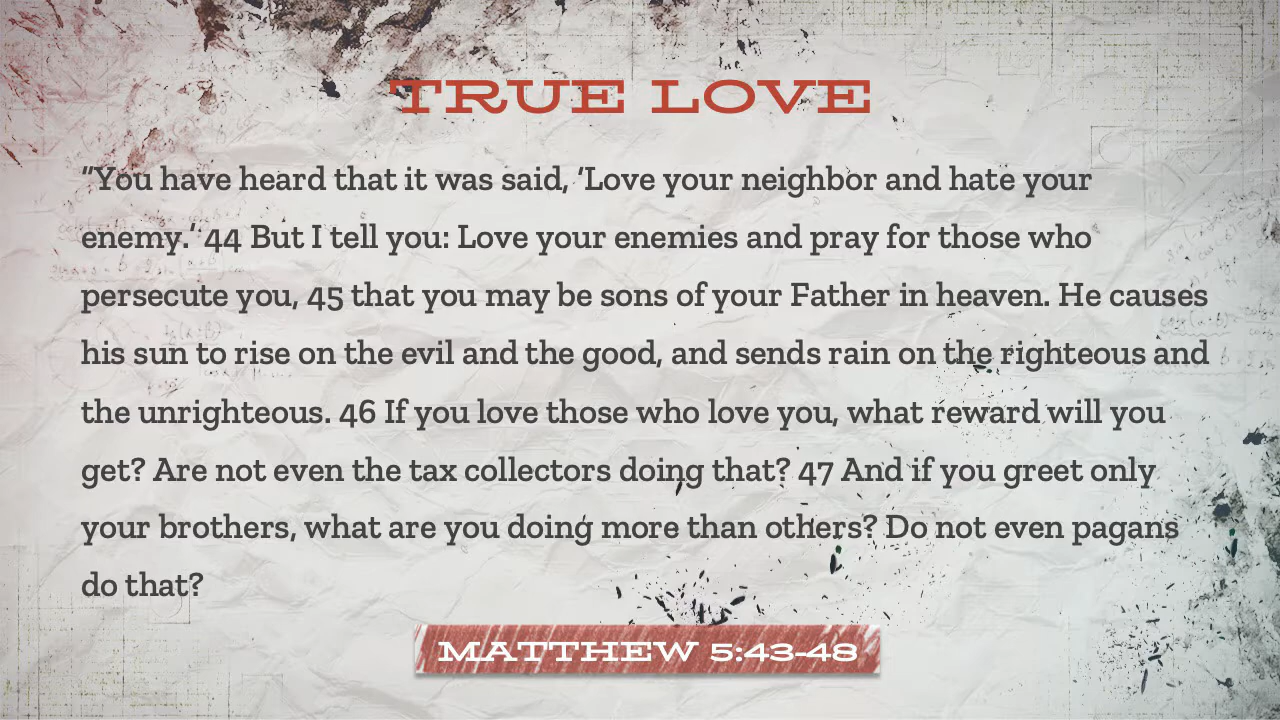 TRUE LOVE
“You have heard that it was said, ‘Love your neighbor and hate your
enemy.’ 44 But I tell you: Love your enemies and pray for those who
persecute you, 45 that you may be sons of your Father in heaven. He causes
his sun to rise on the evil and the good, and sends rain on the righteous and
the unrighteous. 46 If you love those who love you, what reward will you
get? Are not even the tax collectors doing that? 47 And if you greet only
your brothers, what are you doing more than others? Do not even pagans
do that?
MATTHEW 5:43-48